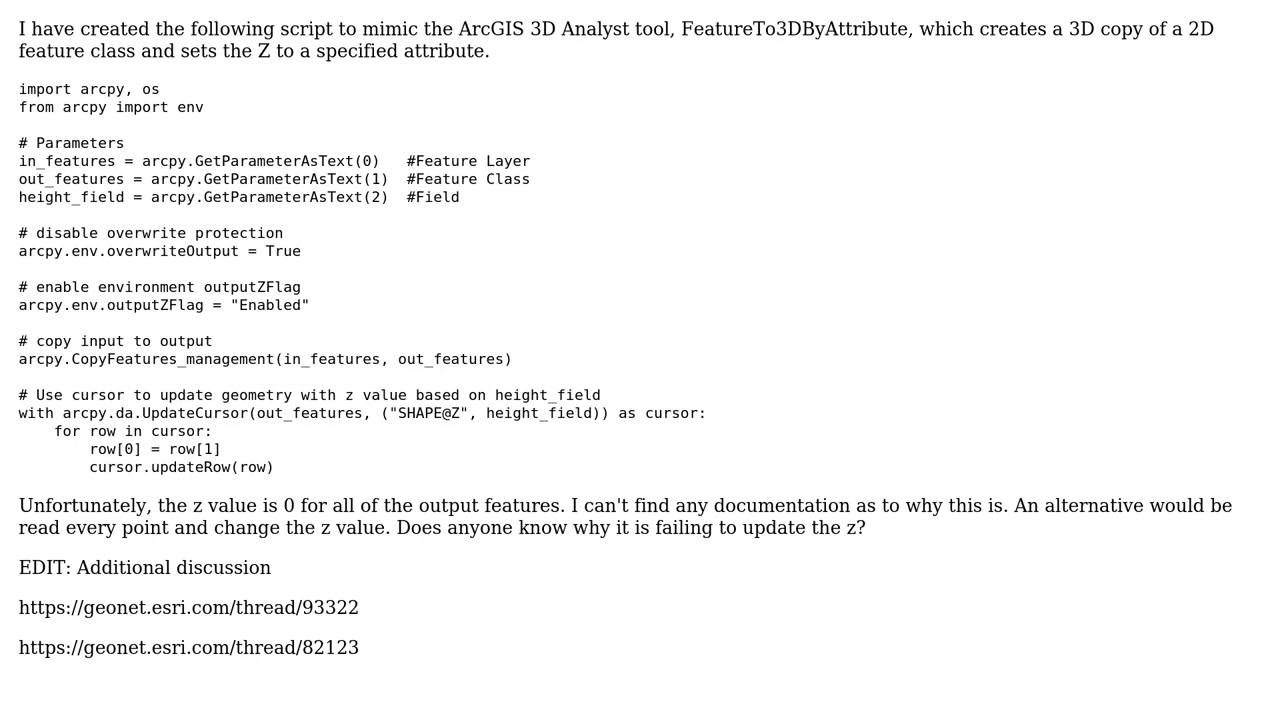 I have created the following script to mimic the ArcGIS 3D Analyst tool, FeatureTo3DByAttribute, which creates a 3D copy of a 2D
feature class and sets the Z to a specified attribute.
import arcpy, os
from arcpy import env
# Parameters
in_features = arcpy.GetParameterAsText(0)   #Feature Layer
out_features = arcpy.GetParameterAsText(1)  #Feature Class
height_field = arcpy.GetParameterAsText(2)  #Field
# disable overwrite protection
arcpy.env.overwriteOutput = True
# enable environment outputZFlag
arcpy.env.outputZFlag = "Enabled"
# copy input to output
arcpy.CopyFeatures_management(in_features, out_features)
# Use cursor to update geometry with z value based on height_field
with arcpy.da.UpdateCursor(out_features, ("SHAPE@Z", height_field)) as cursor:
    for row in cursor:
        row[0] = row[1]
        cursor.updateRow(row)
Unfortunately, the z value is 0 for all of the output features. I can't find any documentation as to why this is. An alternative would be
read every point and change the z value. Does anyone know why it is failing to update the z?
EDIT: Additional discussion
https://geonet.esri.com/thread/93322
https://geonet.esri.com/thread/82123